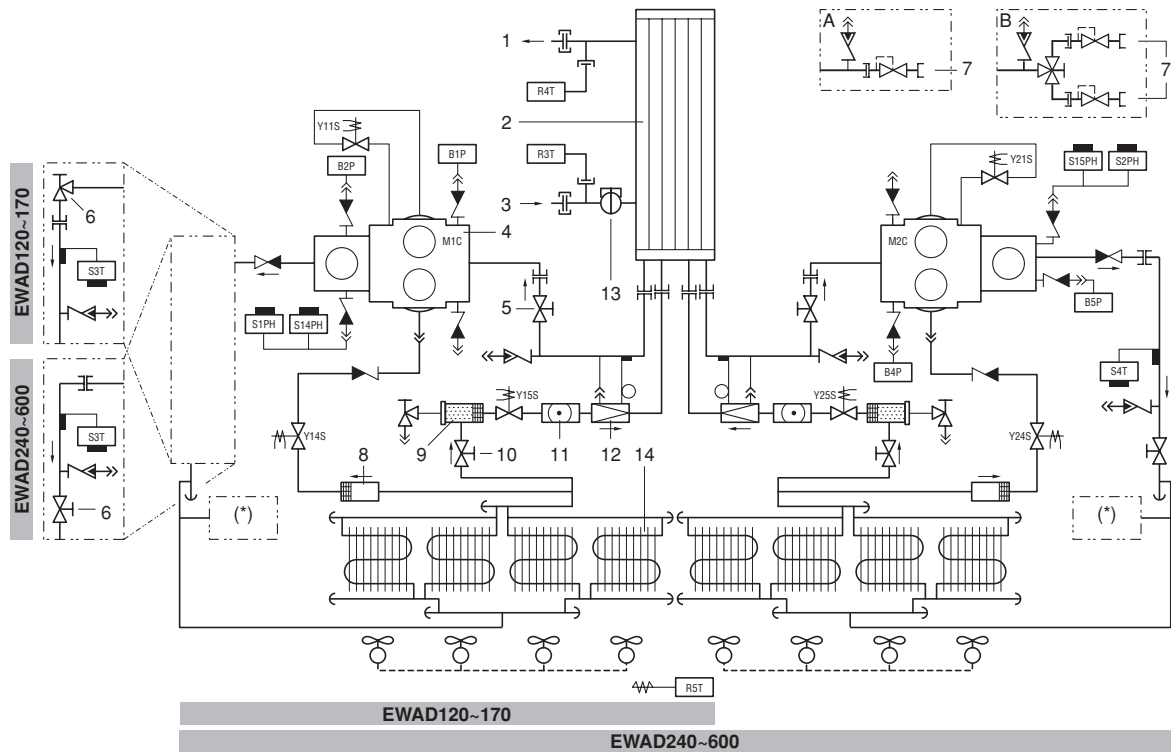 A
B
1
R4T
7
7
2
Y11S
B2P
B1P
R3T
S15PH
S2PH
Y21S
EWAD120~170
6
S3T
3
4
M1C
M2C
13
5
S1PH
S14PH
B5P
B4P
S4T
EWAD240~600
S3T
6
Y15S
Y25S
Y14S
Y24S
8
9
10
11
12
14
(*)
(*)
R5T
EWAD120~170
EWAD240~600